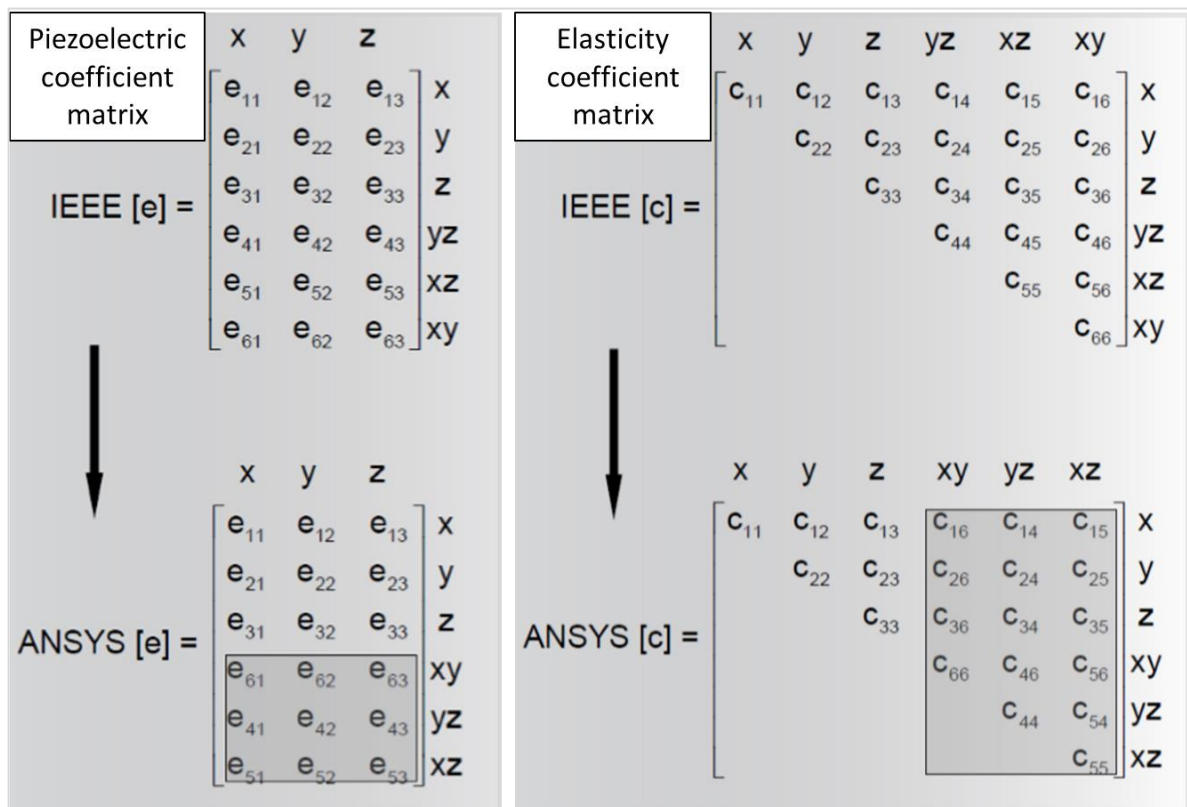 Piezoelectric
coefficient
matrix
x y z
e11 e12 e13 x
e21 e22 e23 y
e31 e32 e33 z
IEEE [e] =
e41 e42 e43 yz
e51 e52 e53 xz
e61 e62 e63 xy
x y z
e11 e12 e13 x
e21 e22 e23 y
e31 e32 e33 z
ANSYS [e] =
e61 e62 e63 xy
e41 e42 e43 yz
e51 e52 e53 xz
Elasticity
coefficient
matrix
x y z yz xz xy
c11 c12 c13 c14 c15 c16 x
c22 c23 c24 c25 c26 y
c33 c34 c35 c36 z
IEEE [c] =
c44 c45 c46 yz
c55 c56 xz
c66 xy
x y z xy yz xz
c11 c12 c13 c16 c14 c15 x
c22 c23 c26 c24 c25 y
c33 c36 c34 c35 z
ANSYS [c] =
c66 c46 c56 xy
c44 c54 yz
c55 xz